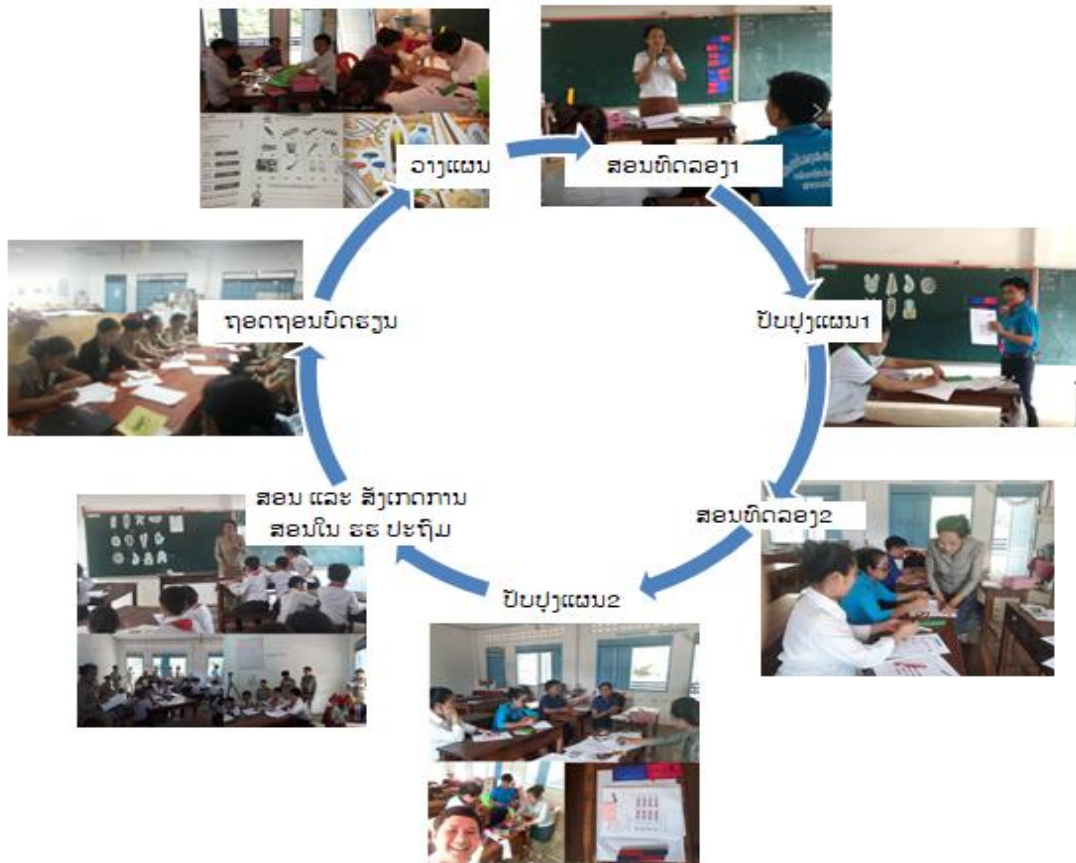 ວາງແຜນ
ສອນທົດລອງ1
ປັບປຸງແຜນ1
ສອນທົດລອງ2
ປັບປຸງແຜນ2
ສອນ ແລະ ສັງເກດການ
ສອນໃນ ຮຮ ປະຖົມ
ຖອດຖອນບົດຮຽນ